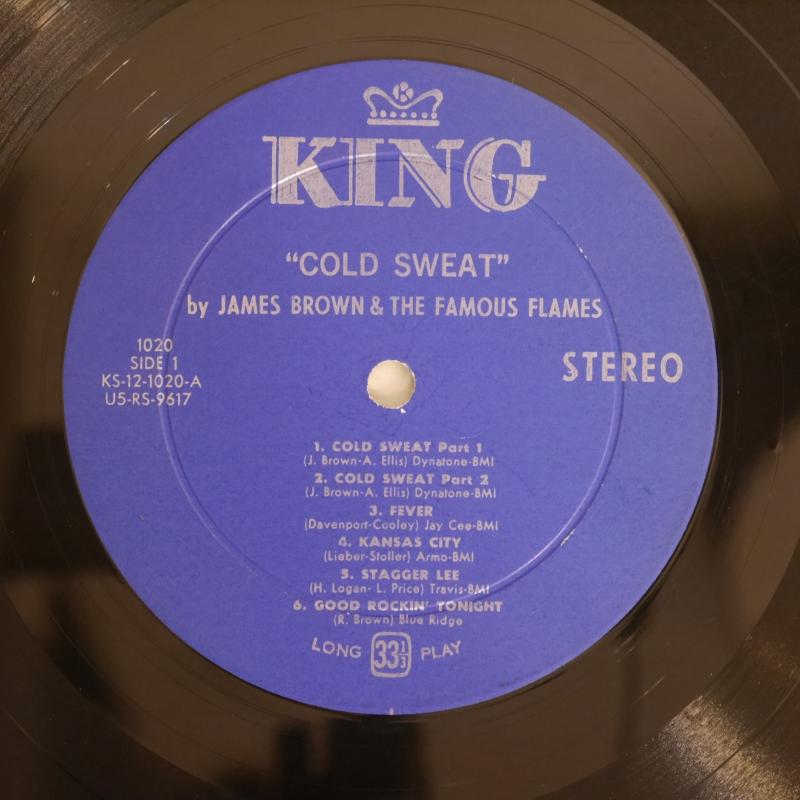 K
KING
"COLD SWEAT"
by JAMES BROWN & THE FAMOUS FLAMES
1020
SIDE 1
KS-12-1020-A
U5-RS-9617
STEREO
1. COLD SWEAT Part 1
(J. Brown-A. Ellis) Dynatone-BMI
2. COLD SWEAT Part 2
(J. Brown-A. Ellis) Dynatone-BMI
3. FEVER
(Davenport-Cooley) Jay Cee-BMI
4. KANSAS CITY
(Lieber-Stoller) Armo-BMI
5. STAGGER LEE
(H. Logan- L. Price) Travis-BMI
6. GOOD ROCKIN' TONIGHT
(R. Brown) Blue Ridge
LONG 33 1/3 PLAY